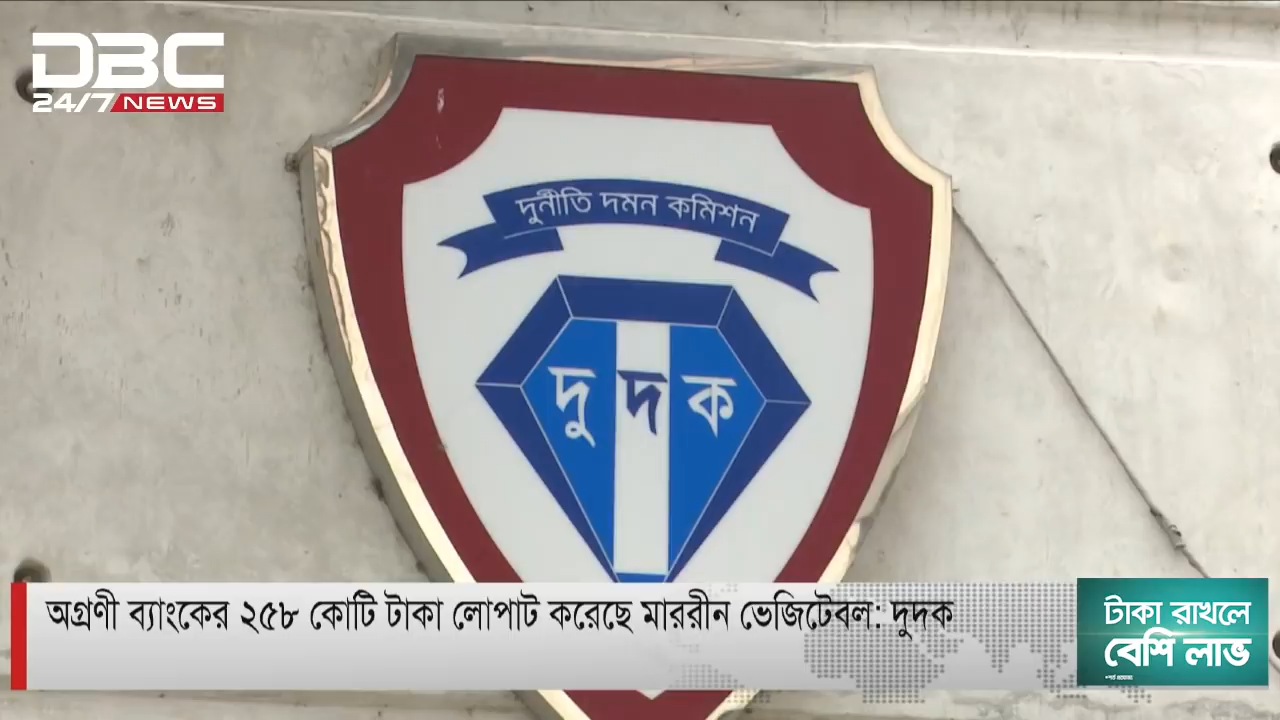 DBC
24/7 NEWS
দুর্নীতি দমন কমিশন
দুদক
অগ্রণী ব্যাংকের ২৫৮ কোটি টাকা লোপাট করেছে মাররীন ভেজিটেবল: দুদক
টাকা রাখলে
বেশি লাভ